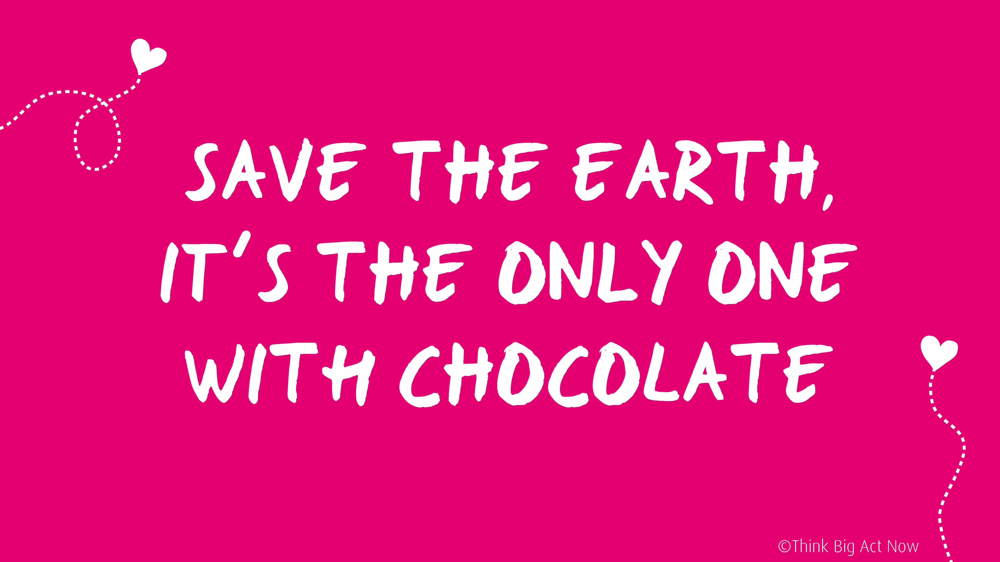 SAVE THE EARTH,
IT'S THE ONLY ONE
WITH CHOCOLATE
©Think Big Act Now